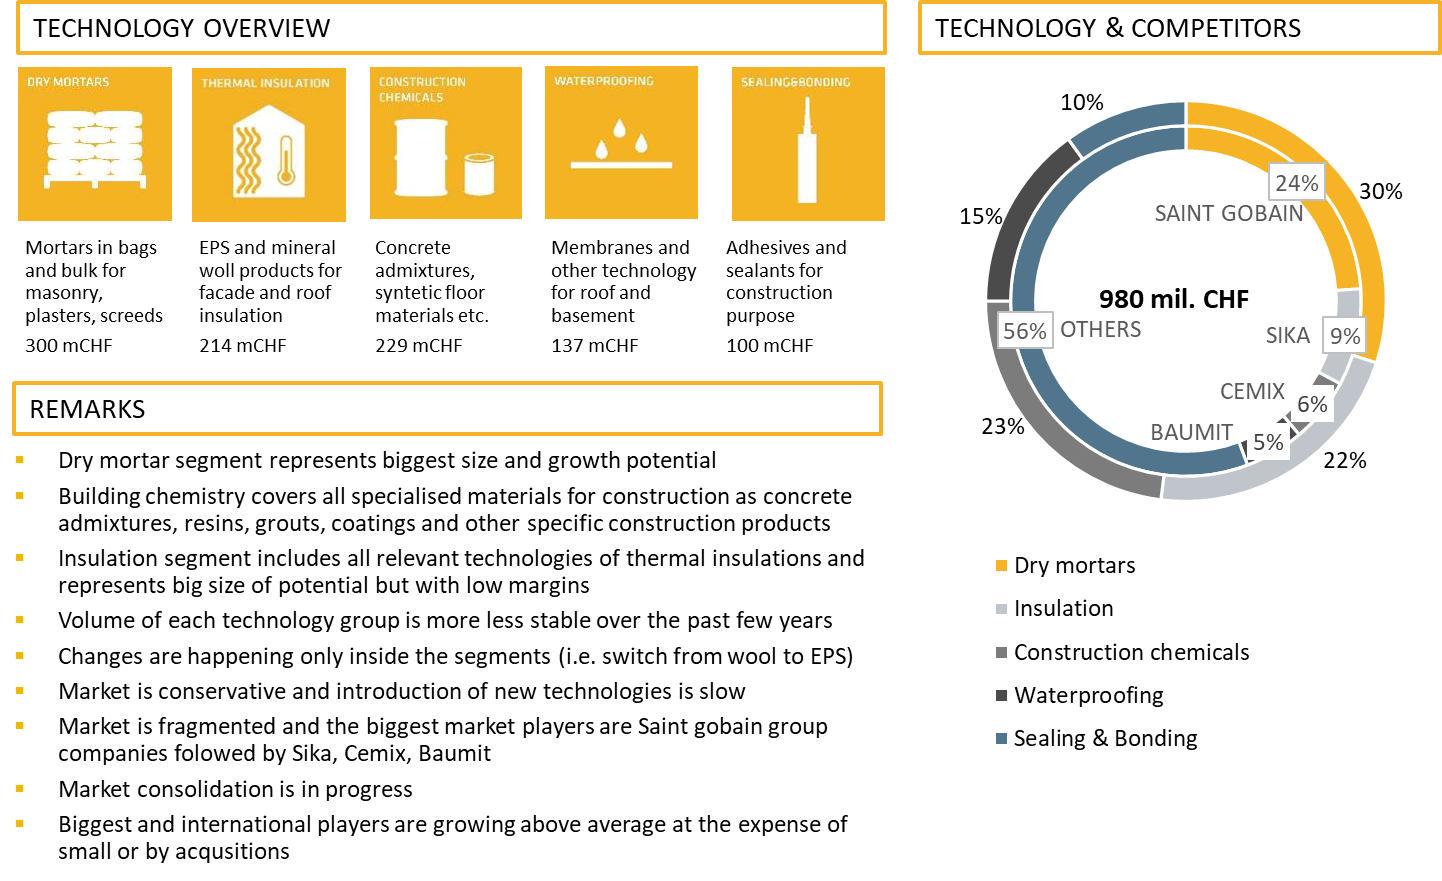 TECHNOLOGY OVERVIEW
DRY MORTARS
THERMAL INSULATION
CONSTRUCTION
CHEMICALS
WATERPROOFING
SEALING&BONDING
Mortars in bags
and bulk for
masonry,
plasters, screeds
300 mCHF
EPS and mineral
woll products for
facade and roof
insulation
214 mCHF
Concrete
admixtures,
syntetic floor
materials etc.
229 mCHF
Membranes and
other technology
for roof and
basement
137 mCHF
Adhesives and
sealants for
construction
purpose
100 mCHF
REMARKS
Dry mortar segment represents biggest size and growth potential
Building chemistry covers all specialised materials for construction as concrete
admixtures, resins, grouts, coatings and other specific construction products
Insulation segment includes all relevant technologies of thermal insulations and
represents big size of potential but with low margins
Volume of each technology group is more less stable over the past few years
Changes are happening only inside the segments (i.e. switch from wool to EPS)
Market is conservative and introduction of new technologies is slow
Market is fragmented and the biggest market players are Saint gobain group
companies folowed by Sika, Cemix, Baumit
Market consolidation is in progress
Biggest and international players are growing above average at the expense of
small or by acqusitions
TECHNOLOGY & COMPETITORS
10%
24%
30%
15%
SAINT GOBAIN
980 mil. CHF
56%
OTHERS
SIKA
9%
CEMIX
6%
23%
BAUMIT
5%
22%
Dry mortars
Insulation
Construction chemicals
Waterproofing
Sealing & Bonding